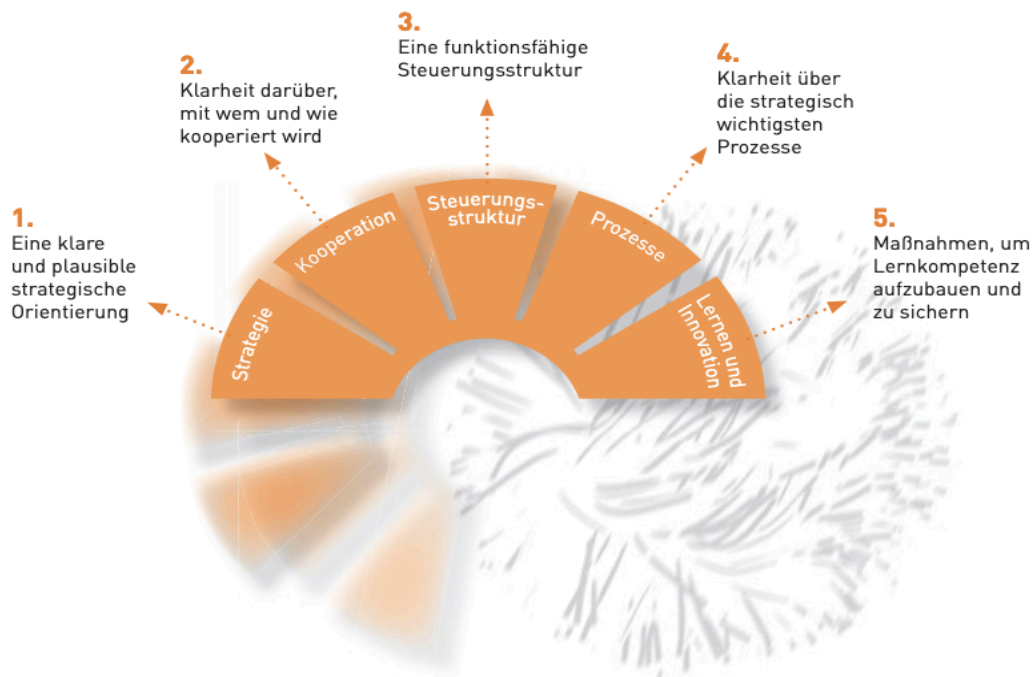 1.
Eine klare
und plausible
strategische
Orientierung
2.
Klarheit darüber,
mit wem und wie
kooperiert wird
3.
Eine funktionsfähige
Steuerungsstruktur
4.
Klarheit über
die strategisch
wichtigsten
Prozesse
5.
Maßnahmen, um
Lernkompetenz
aufzubauen und
zu sichern
Strategie
Kooperation
Steuerungs-
struktur
Prozesse
Lernen und
Innovation